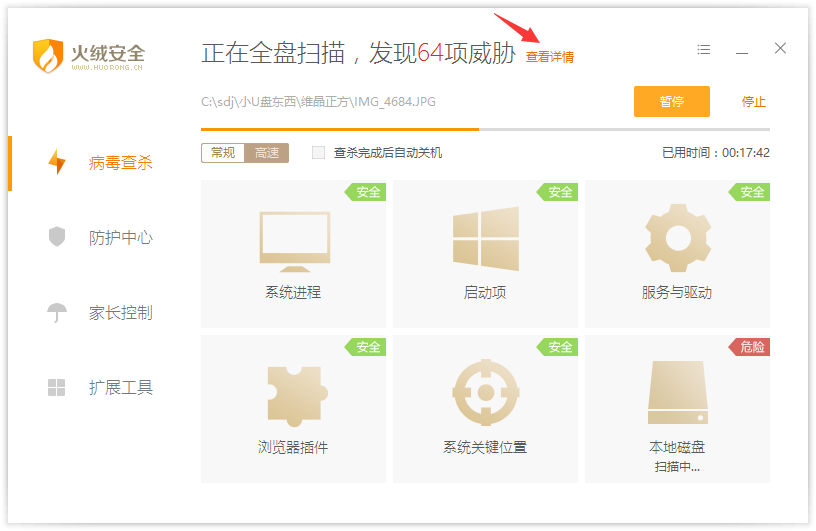 火绒安全
WWW.HUORONG.CN
正在全盘扫描，发现64项威胁 查看详情
C:\sdj\小U盘东西\维晶正方\IMG_4684.JPG
暂停 停止
常规 高速 查杀完成后自动关机 已用时间：00:17:42
病毒查杀
防护中心
家长控制
扩展工具
安全 安全 安全
系统进程 启动项 服务与驱动
安全 安全 危险
浏览器插件 系统关键位置 本地磁盘
扫描中...